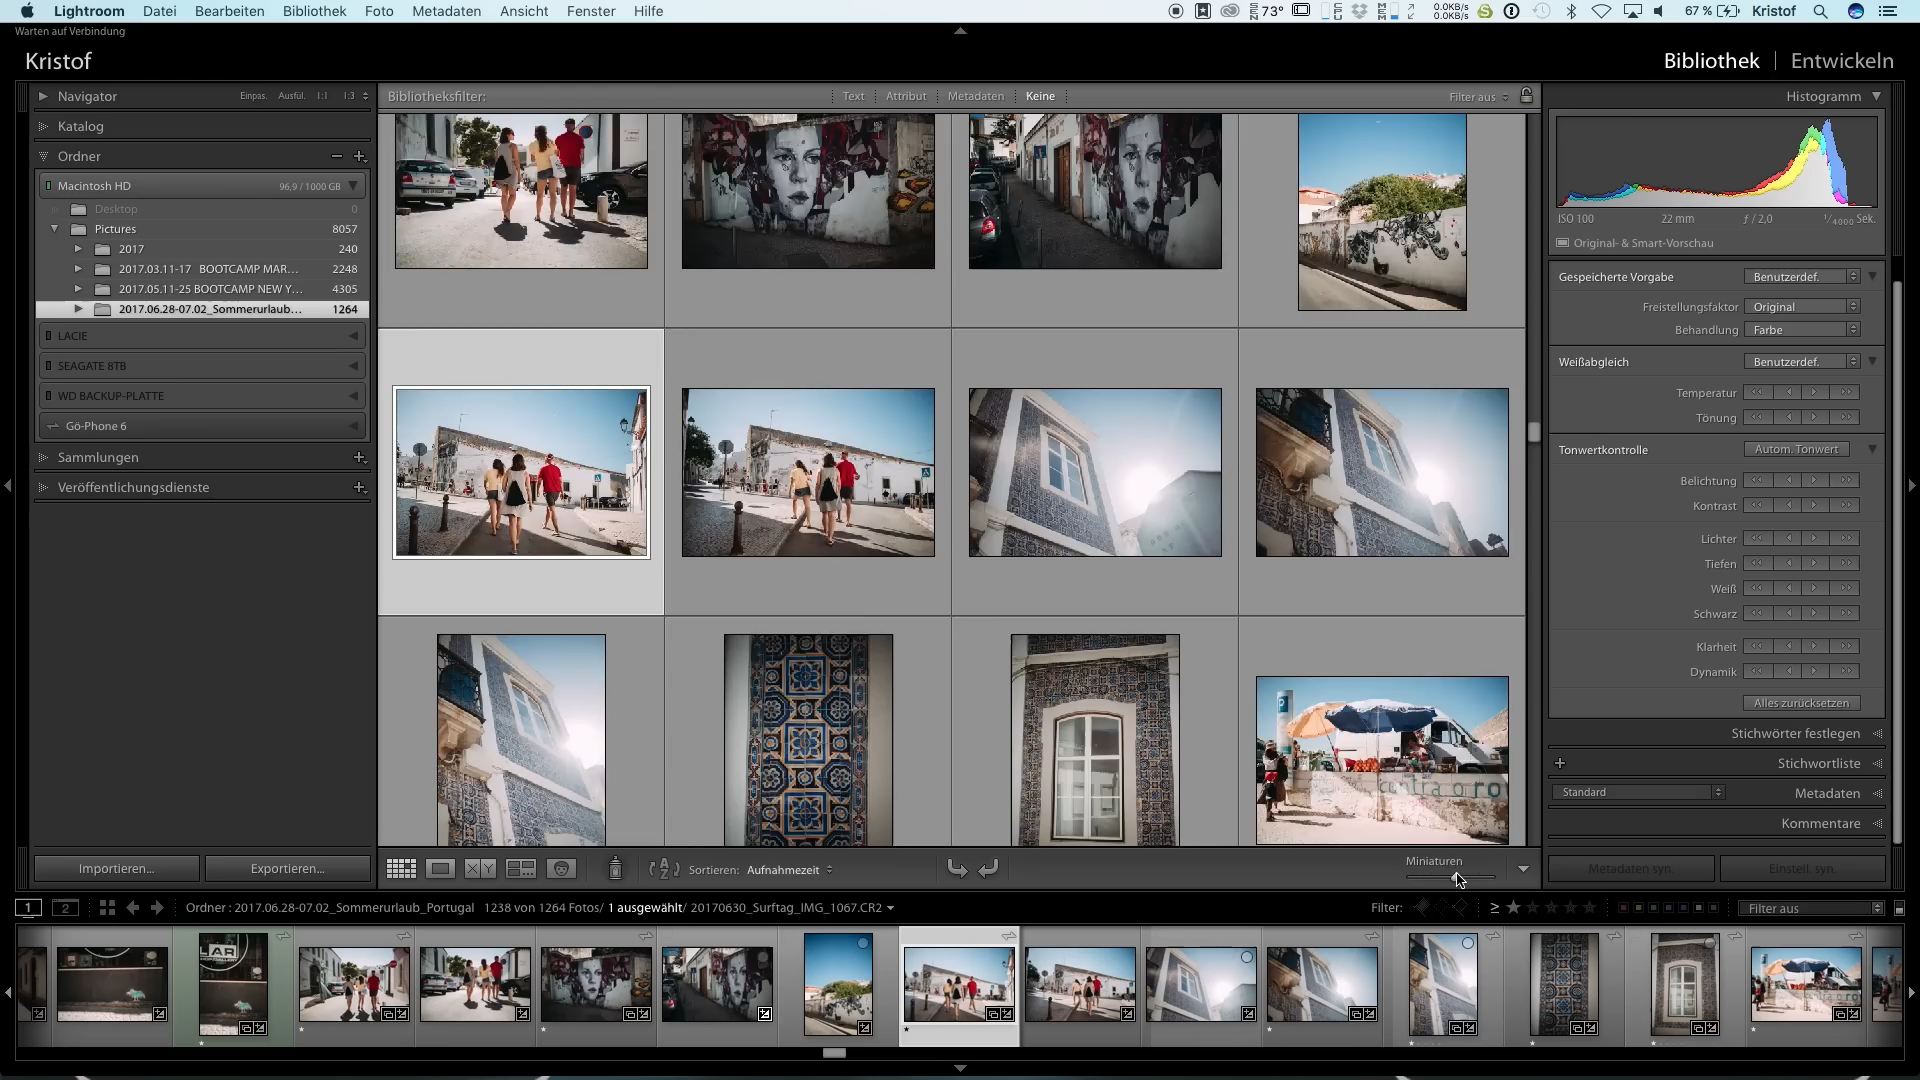 Lightroom Datei Bearbeiten Bibliothek Foto Metadaten Ansicht Fenster Hilfe 73° 0.0KB/s 0.0KB/s 67 % Kristof
Warten auf Verbindung
Kristof
Bibliothek | Entwickeln
Navigator Einpas. Ausfül. 1:1 1:3
Katalog
Ordner
Macintosh HD 96,9 / 1000 GB
Desktop 0
Pictures 8057
2017 240
2017.03.11-17 BOOTCAMP MAR... 2248
2017.05.11-25 BOOTCAMP NEW Y... 4305
2017.06.28-07.02_Sommerurlaub... 1264
LACIE
SEAGATE 8TB
WD BACKUP-PLATTE
Gö-Phone 6
Sammlungen
Veröffentlichungsdienste
Importieren...
Exportieren...
Bibliotheksfilter: Text Attribut Metadaten Keine Filter aus
Histogramm
ISO 100 22 mm ƒ / 2,0 1/4000 Sek.
Original- & Smart-Vorschau
Gespeicherte Vorgabe Benutzerdef.
Freistellungsfaktor Original
Behandlung Farbe
Weißabgleich Benutzerdef.
Temperatur
Tönung
Tonwertkontrolle Autom. Tonwert
Belichtung
Kontrast
Lichter
Tiefen
Weiß
Schwarz
Klarheit
Dynamik
Alles zurücksetzen
Stichwörter festlegen
Stichwortliste
Standard Metadaten
Kommentare
Metadaten syn.
Einstell. syn.
Sortieren: Aufnahmezeit
Miniaturen
1 2 Ordner : 2017.06.28-07.02_Sommerurlaub_Portugal 1238 von 1264 Fotos/ 1 ausgewählt/ 20170630_Surftag_IMG_1067.CR2
Filter: ≥ Filter aus
LAR